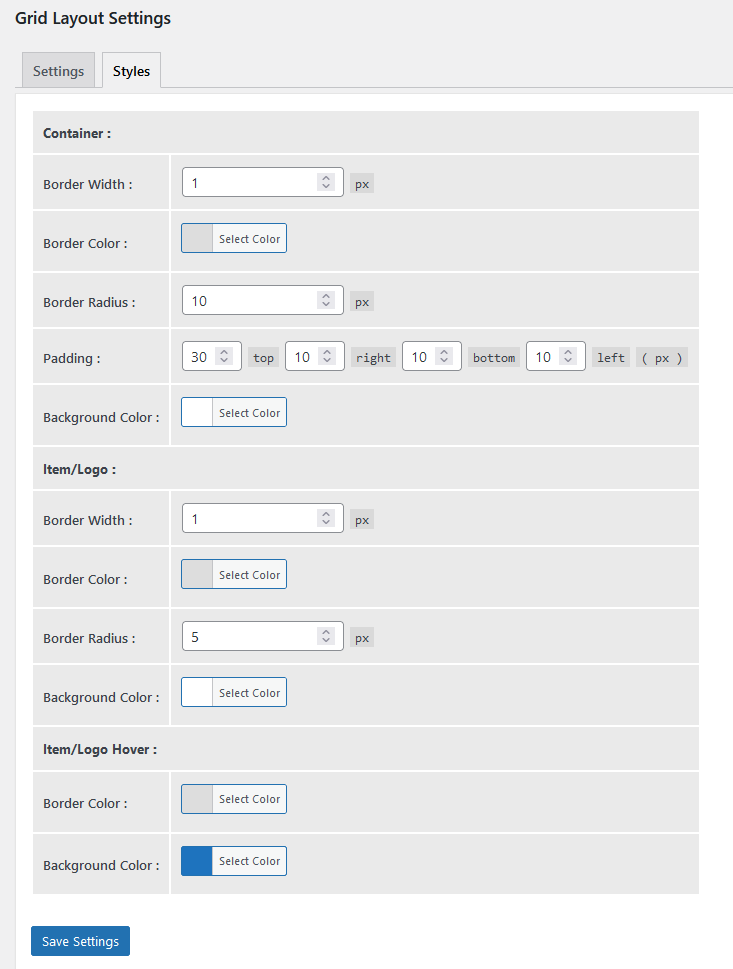 Grid Layout Settings
Settings Styles
Container :
Border Width : 1 px
Border Color : Select Color
Border Radius : 10 px
Padding : 30 top 10 right 10 bottom 10 left ( px )
Background Color : Select Color
Item/Logo :
Border Width : 1 px
Border Color : Select Color
Border Radius : 5 px
Background Color : Select Color
Item/Logo Hover :
Border Color : Select Color
Background Color : Select Color
Save Settings